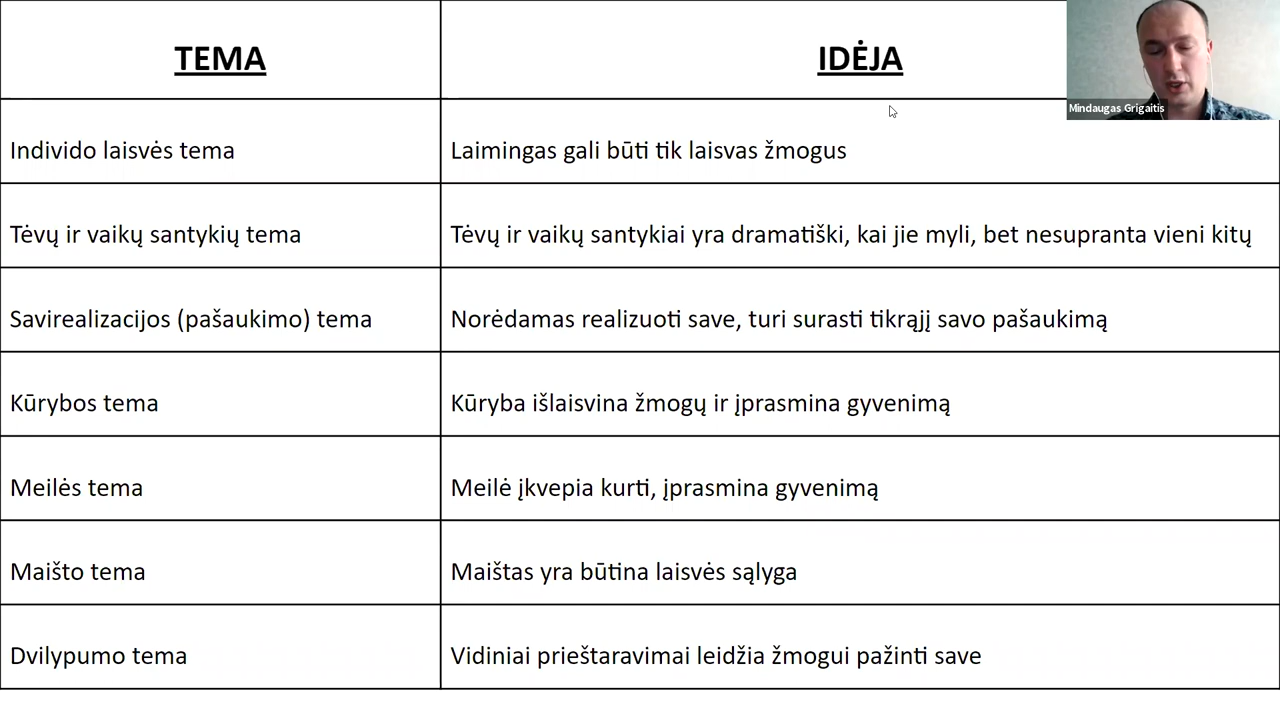 TEMA
IDĖJA
Mindaugas Grigaitis
Individo laisvės tema
Laimingas gali būti tik laisvas žmogus
Tėvų ir vaikų santykių tema
Tėvų ir vaikų santykiai yra dramatiški, kai jie myli, bet nesupranta vieni kitų
Savirealizacijos (pašaukimo) tema
Norėdamas realizuoti save, turi surasti tikrąjį savo pašaukimą
Kūrybos tema
Kūryba išlaisvina žmogų ir įprasmina gyvenimą
Meilės tema
Meilė įkvepia kurti, įprasmina gyvenimą
Maišto tema
Maištas yra būtina laisvės sąlyga
Dvilypumo tema
Vidiniai prieštaravimai leidžia žmogui pažinti save